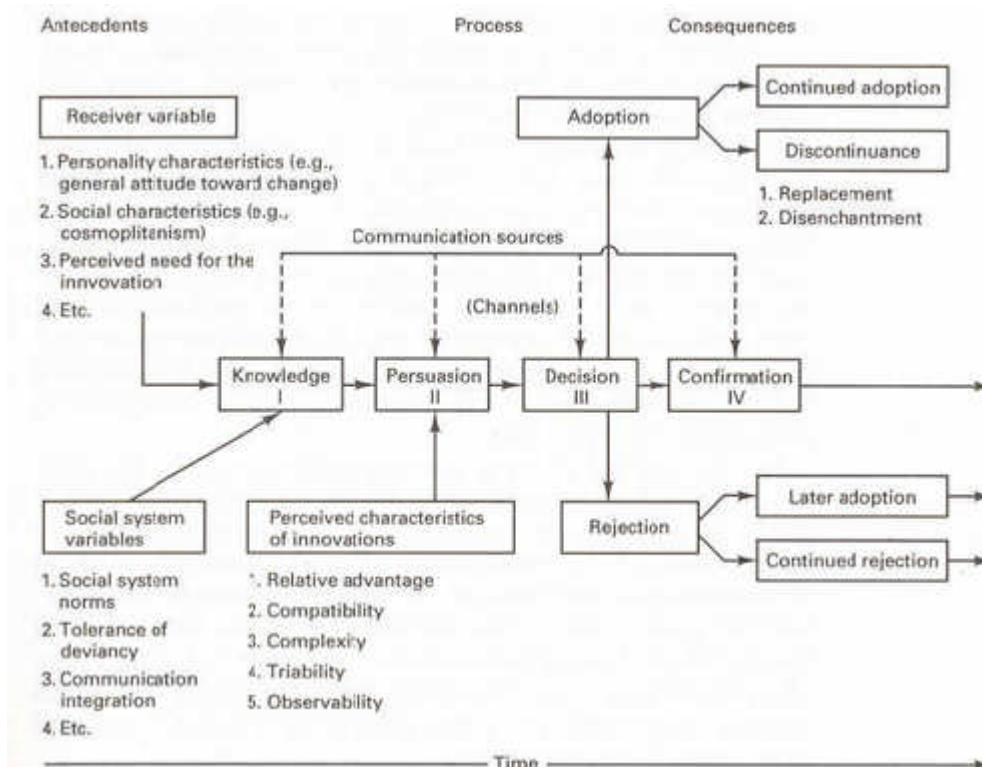 Antecedents
Process
Consequences
Receiver variable
1. Personality characteristics (e.g.,
general attitude toward change)
2. Social characteristics (e.g.,
cosmoplitanism)
3. Perceived need for the
innvovation
4. Etc.
Adoption
Continued adoption
Discontinuance
1. Replacement
2. Disenchantment
Communication sources
(Channels)
Knowledge
I
Persuasion
II
Decision
III
Confirmation
IV
Social system
variables
1. Social system
norms
2. Tolerance of
deviancy
3. Communication
integration
4. Etc.
Perceived characteristics
of innovations
1. Relative advantage
2. Compatibility
3. Complexity
4. Triability
5. Observability
Rejection
Later adoption
Continued rejection
Time